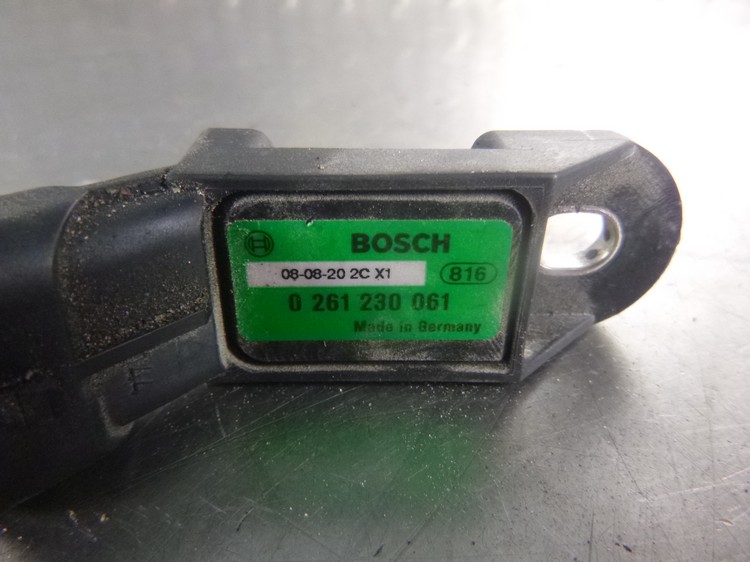 BOSCH
08-08-20 2C X1
816
0 261 230 061
Made in Germany